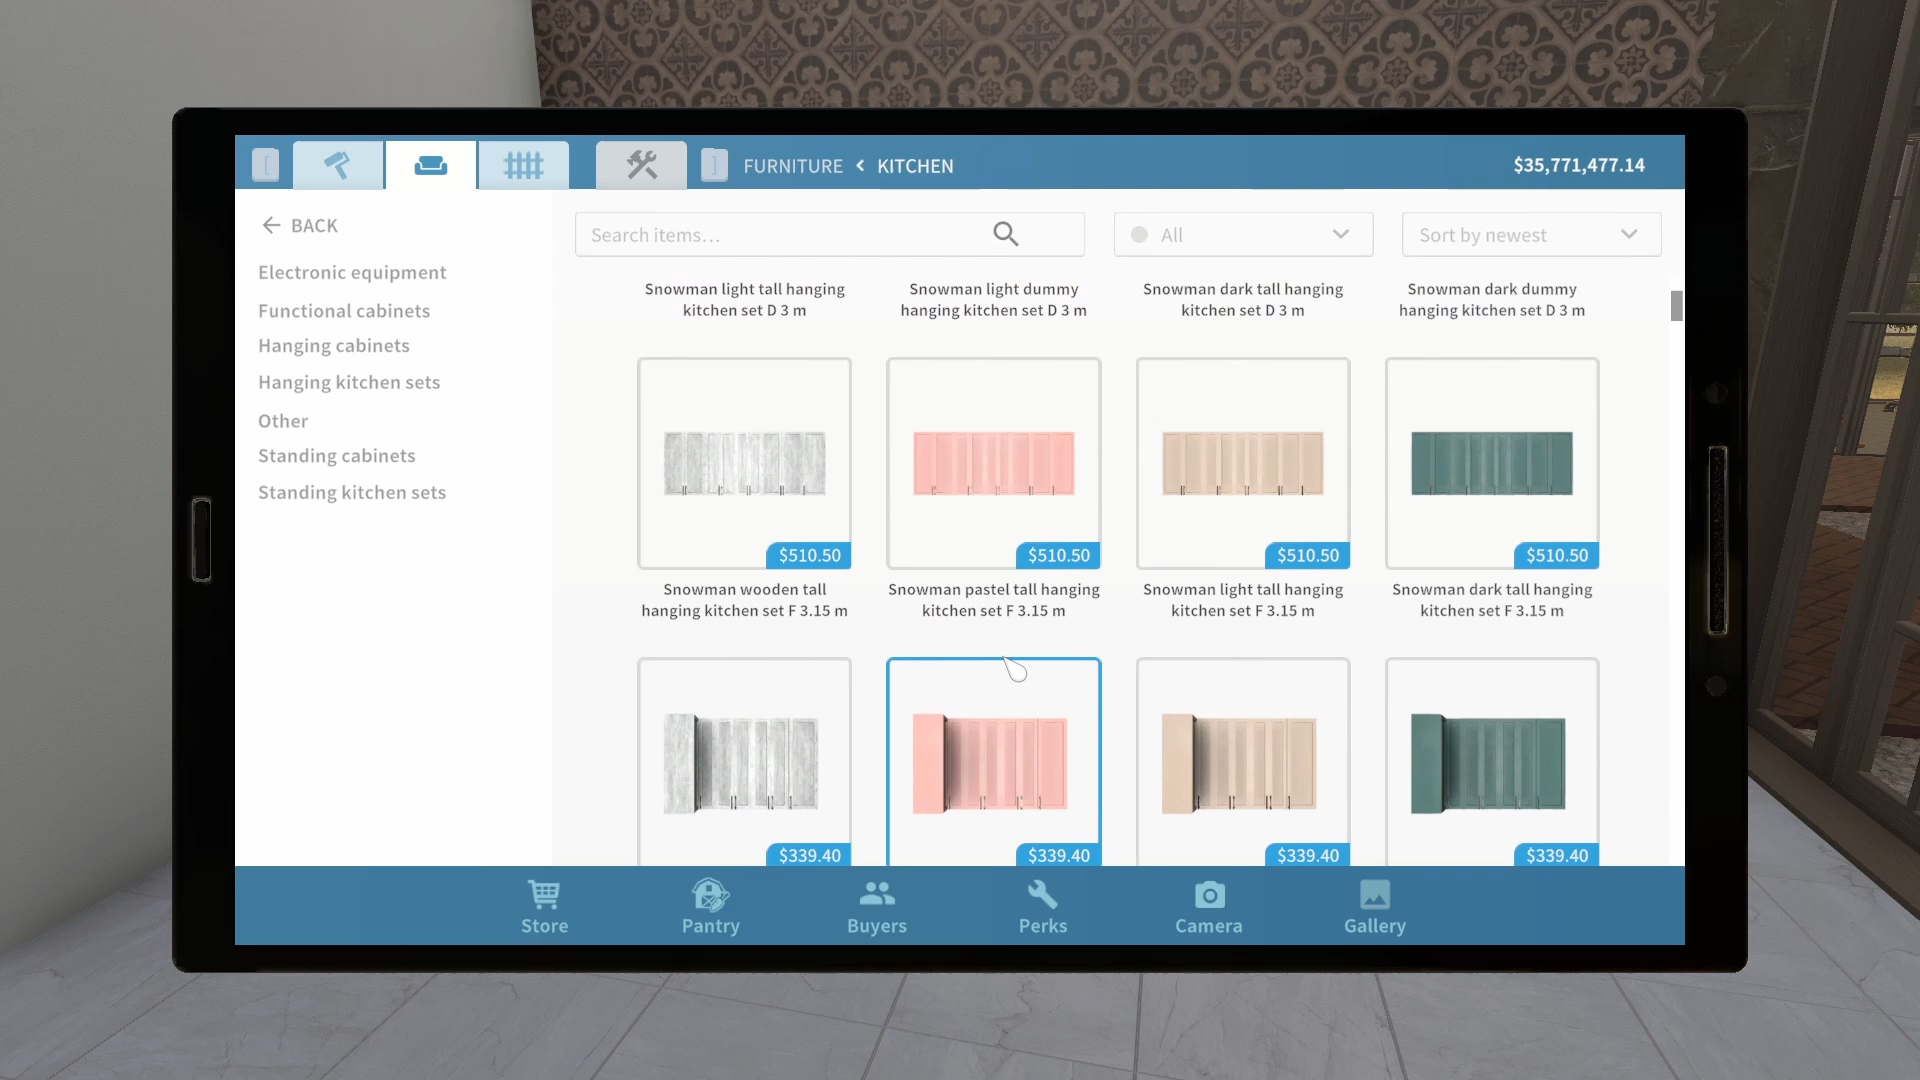 [
]
FURNITURE < KITCHEN
$35,771,477.14
BACK
Electronic equipment
Functional cabinets
Hanging cabinets
Hanging kitchen sets
Other
Standing cabinets
Standing kitchen sets
Search items...
All
Sort by newest
Snowman light tall hanging
kitchen set D 3 m
Snowman light dummy
hanging kitchen set D 3 m
Snowman dark tall hanging
kitchen set D 3 m
Snowman dark dummy
hanging kitchen set D 3 m
$510.50
$510.50
$510.50
$510.50
Snowman wooden tall
hanging kitchen set F 3.15 m
Snowman pastel tall hanging
kitchen set F 3.15 m
Snowman light tall hanging
kitchen set F 3.15 m
Snowman dark tall hanging
kitchen set F 3.15 m
$339.40
$339.40
$339.40
$339.40
Store
Pantry
Buyers
Perks
Camera
Gallery